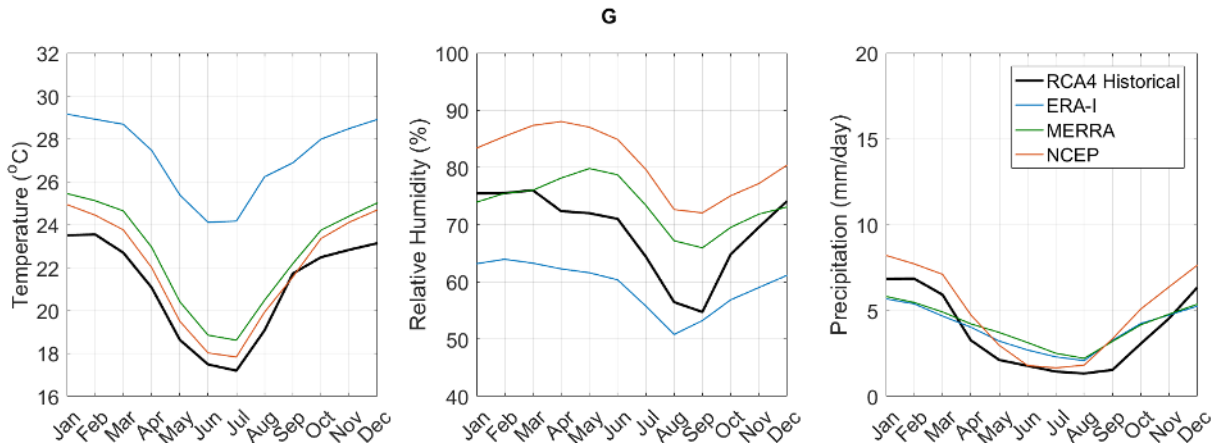 G
Temperature (°C)
32
30
28
26
24
22
20
18
16
Jan Feb Mar Apr May Jun Jul Aug Sep Oct Nov Dec
Relative Humidity (%)
100
90
80
70
60
50
40
Jan Feb Mar Apr May Jun Jul Aug Sep Oct Nov Dec
Precipitation (mm/day)
20
15
10
5
0
Jan Feb Mar Apr May Jun Jul Aug Sep Oct Nov Dec
RCA4 Historical
ERA-I
MERRA
NCEP